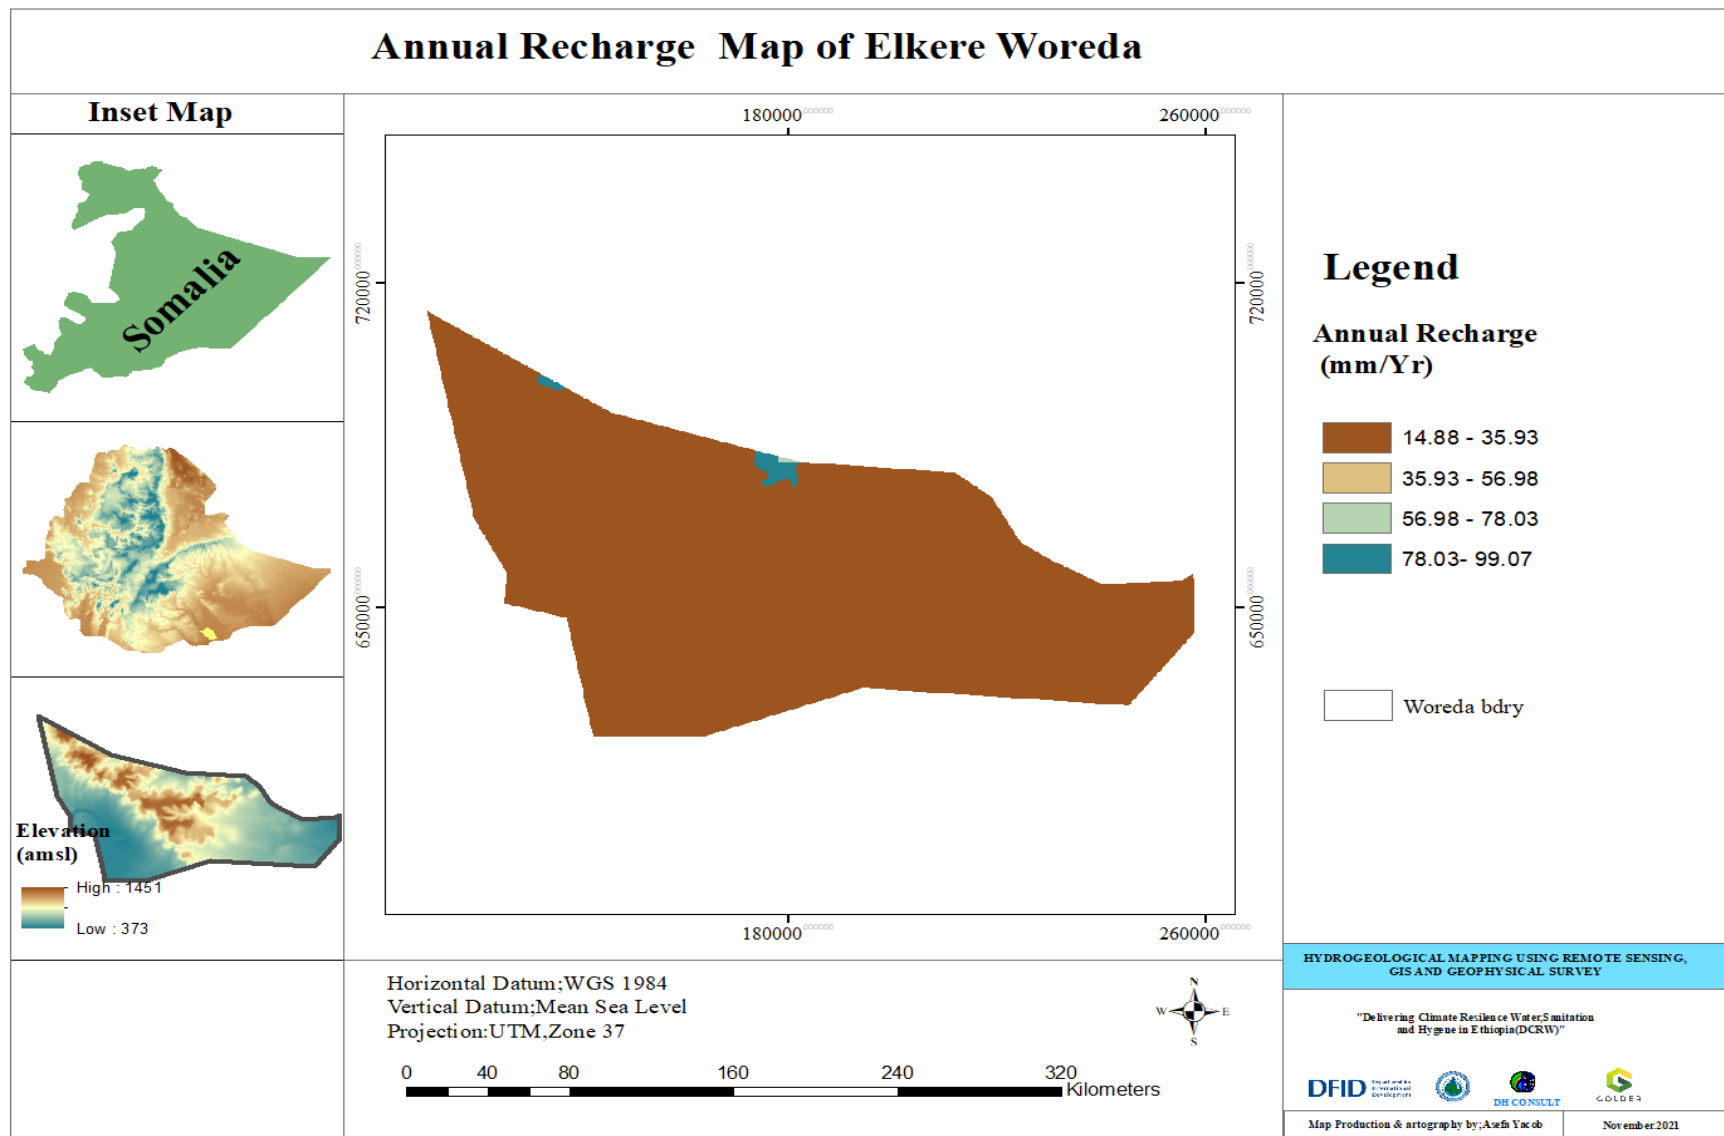 Annual Recharge Map of Elkere Woreda
Inset Map
Somalia
Elevation
(amsl)
High : 1451
Low : 373
180000
260000
720000
650000
720000
650000
180000
260000
Horizontal Datum;WGS 1984
Vertical Datum;Mean Sea Level
Projection:UTM,Zone 37
N
W
E
S
0 40 80 160 240 320
Kilometers
Legend
Annual Recharge
(mm/Yr)
14.88 - 35.93
35.93 - 56.98
56.98 - 78.03
78.03- 99.07
Woreda bdry
HYDROGEOLOGICAL MAPPING USING REMOTE SENSING,
GIS AND GEOPHYSICAL SURVEY
"Delivering Climate Resilence Water,Sanitation
and Hygene in Ethiopia(DCRW)"
DFID
Department for
International
Development
DH CONSULT
GOLDER
Map Production & artography by;Asefa Yacob
November.2021